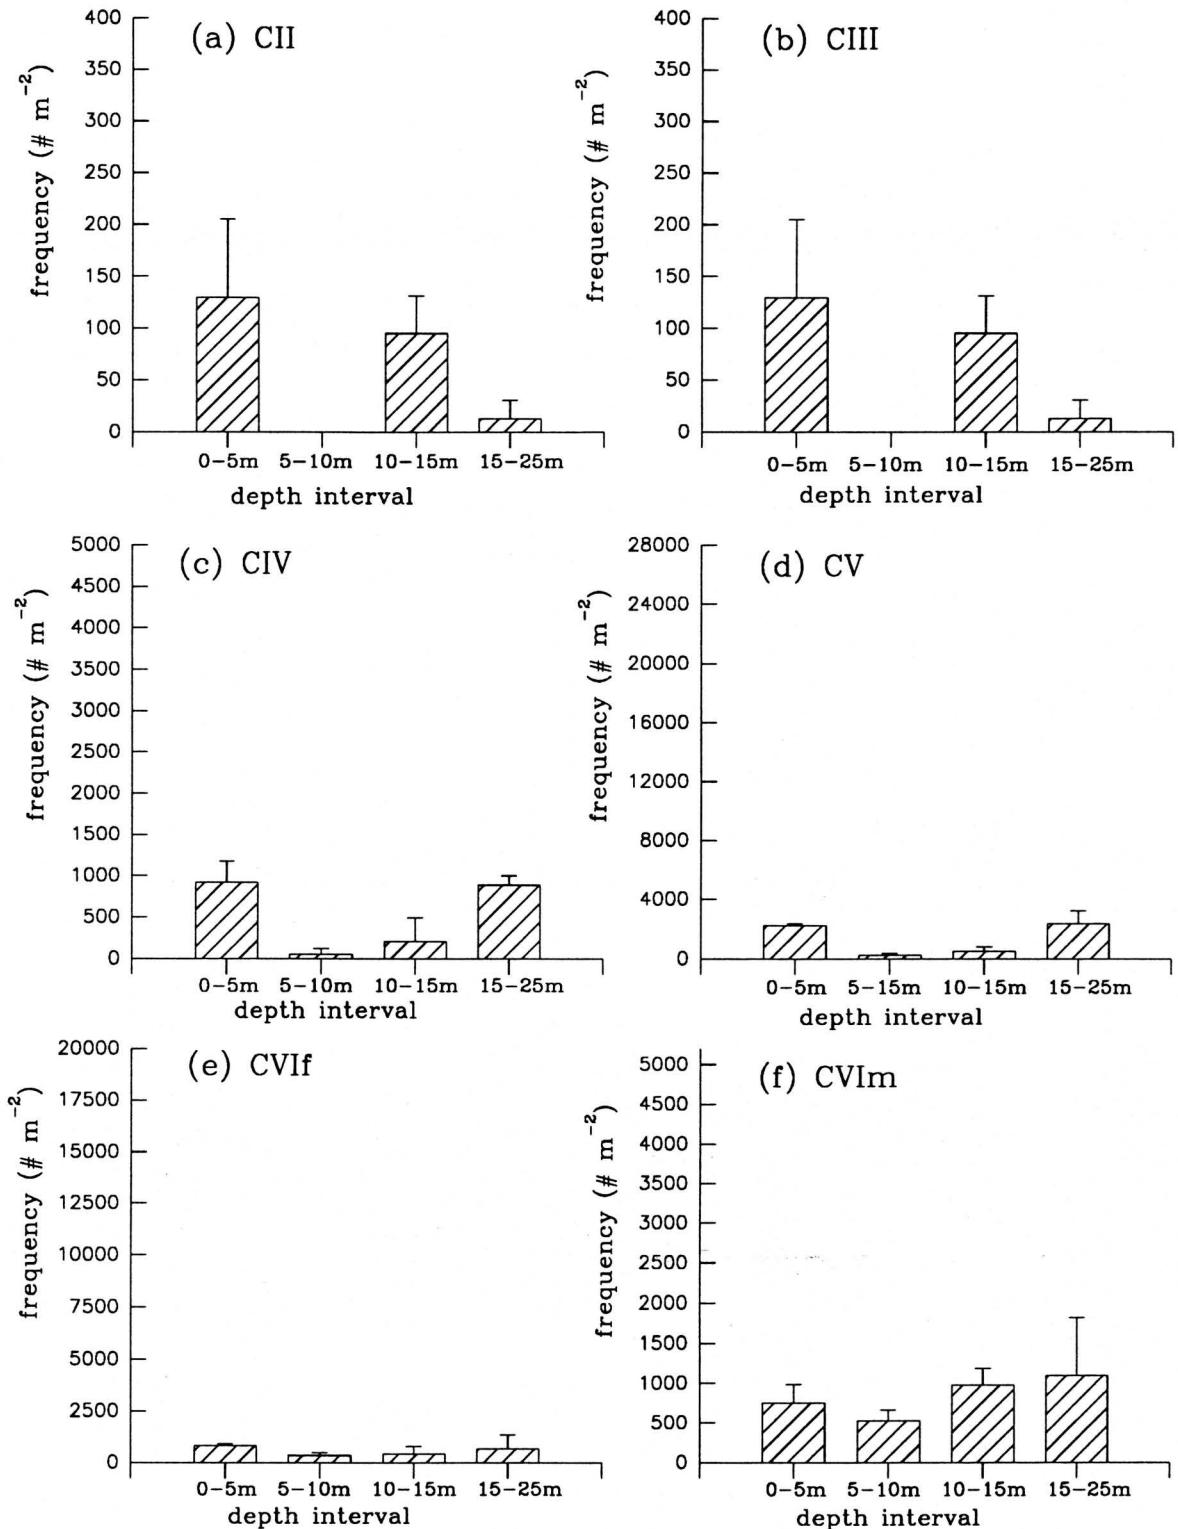 (a) CII
frequency (# m⁻²)
400
350
300
250
200
150
100
50
0
0-5m 5-10m 10-15m 15-25m
depth interval
(b) CIII
frequency (# m⁻²)
400
350
300
250
200
150
100
50
0
0-5m 5-10m 10-15m 15-25m
depth interval
(c) CIV
frequency (# m⁻²)
5000
4500
4000
3500
3000
2500
2000
1500
1000
500
0
0-5m 5-10m 10-15m 15-25m
depth interval
(d) CV
frequency (# m⁻²)
28000
24000
20000
16000
12000
8000
4000
0
0-5m 5-15m 10-15m 15-25m
depth interval
(e) CVIf
frequency (# m⁻²)
20000
17500
15000
12500
10000
7500
5000
2500
0
0-5m 5-10m 10-15m 15-25m
depth interval
(f) CVIm
frequency (# m⁻²)
5000
4500
4000
3500
3000
2500
2000
1500
1000
500
0
0-5m 5-10m 10-15m 15-25m
depth interval